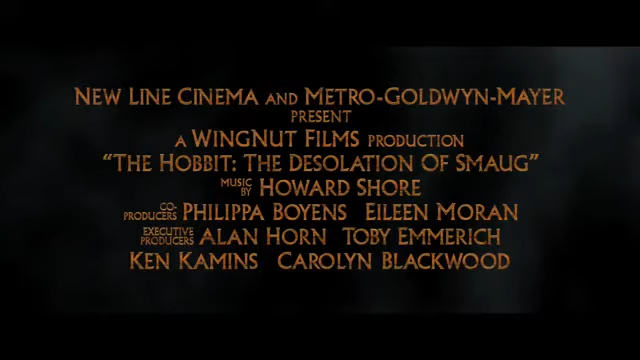 NEW LINE CINEMA AND METRO-GOLDWYN-MAYER
PRESENT
A WINGNUT FILMS PRODUCTION
“THE HOBBIT: THE DESOLATION OF SMAUG”
MUSIC BY HOWARD SHORE
CO-PRODUCERS PHILIPPA BOYENS EILEEN MORAN
EXECUTIVE PRODUCERS ALAN HORN TOBY EMMERICH
KEN KAMINS CAROLYN BLACKWOOD